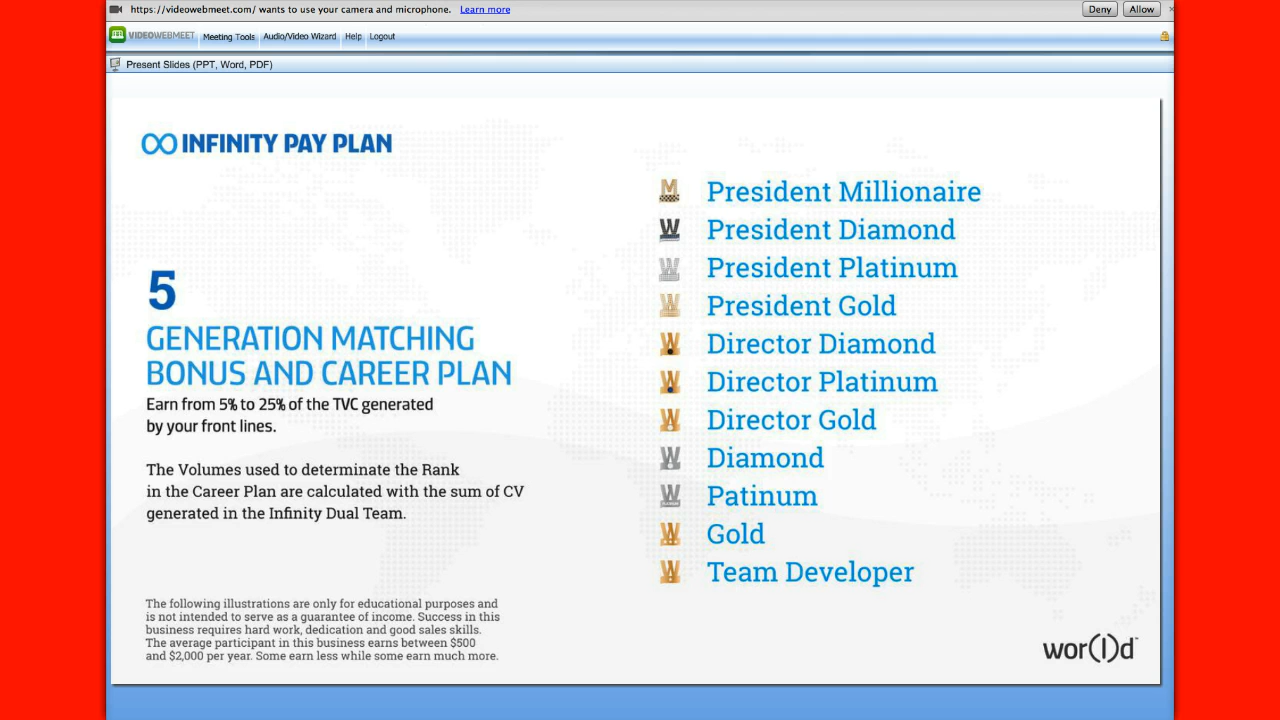 https://videowebmeet.com/ wants to use your camera and microphone. Learn more
Deny
Allow
VIDEOWEBMEET
Meeting Tools
Audio/Video Wizard
Help
Logout
Present Slides (PPT, Word, PDF)
INFINITY PAY PLAN
5
GENERATION MATCHING
BONUS AND CAREER PLAN
Earn from 5% to 25% of the TVC generated
by your front lines.
The Volumes used to determinate the Rank
in the Career Plan are calculated with the sum of CV
generated in the Infinity Dual Team.
The following illustrations are only for educational purposes and
is not intended to serve as a guarantee of income. Success in this
business requires hard work, dedication and good sales skills.
The average participant in this business earns between $500
and $2,000 per year. Some earn less while some earn much more.
President Millionaire
President Diamond
President Platinum
President Gold
Director Diamond
Director Platinum
Director Gold
Diamond
Patinum
Gold
Team Developer
wor(l)d